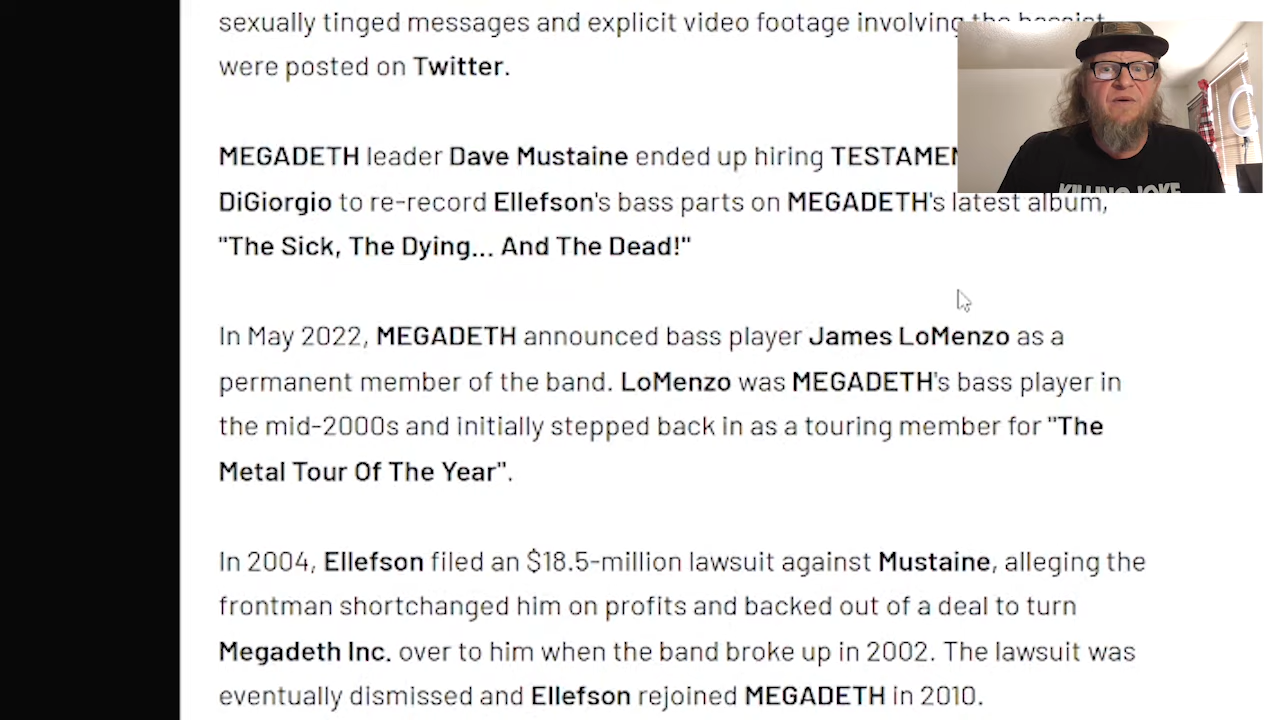 sexually tinged messages and explicit video footage involving the bassist
were posted on Twitter.
MEGADETH leader Dave Mustaine ended up hiring
DiGiorgio to re-record Ellefson's bass parts on MEGADETH's latest album,
"The Sick, The Dying... And The Dead!"
In May 2022, MEGADETH announced bass player James LoMenzo as a
permanent member of the band. LoMenzo was MEGADETH's bass player in
the mid-2000s and initially stepped back in as a touring member for "The
Metal Tour Of The Year".
In 2004, Ellefson filed an $18.5-million lawsuit against Mustaine, alleging the
frontman shortchanged him on profits and backed out of a deal to turn
Megadeth Inc. over to him when the band broke up in 2002. The lawsuit was
eventually dismissed and Ellefson rejoined MEGADETH in 2010.
KILLING JOKE